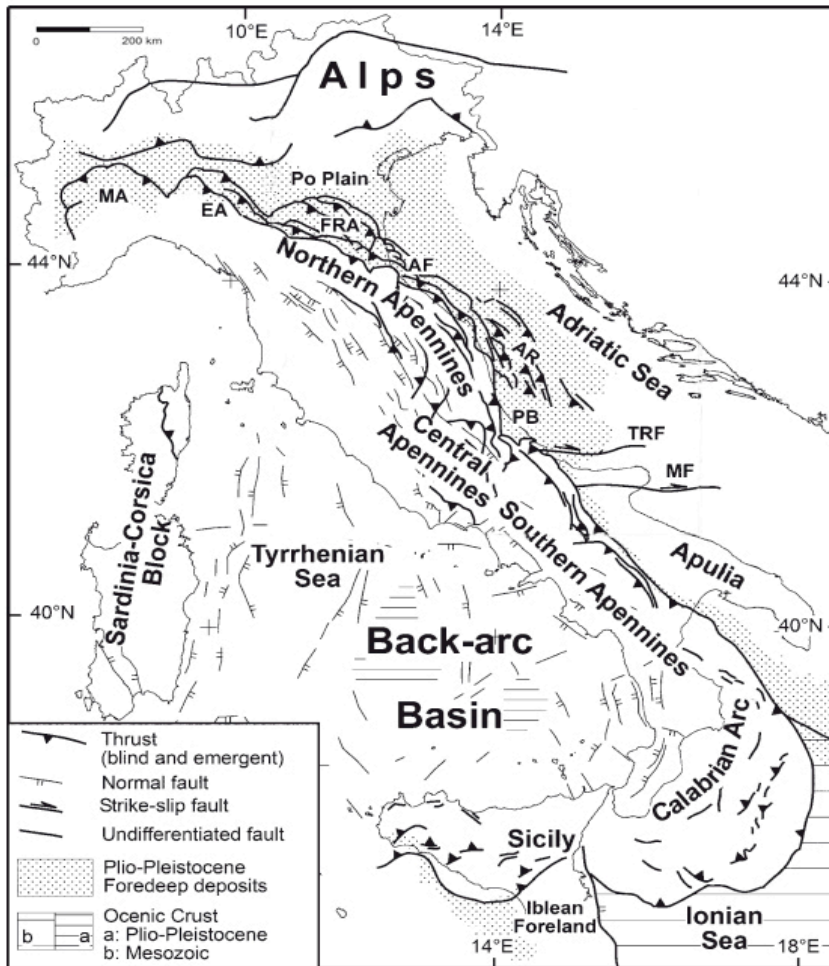 0 200 km
10°E
14°E
Alps
Po Plain
MA
EA
FRA
AF
44°N
44°N
Northern Apennines
Adriatic Sea
AR
PB
TRF
MF
Central
Apennines
Sardinia-Corsica
Block
Tyrrhenian
Sea
Southern Apennines
Apulia
40°N
40°N
Back-arc
Basin
Calabrian Arc
Sicily
Iblean
Foreland
Ionian
Sea
14°E
18°E
Thrust
(blind and emergent)
Normal fault
Strike-slip fault
Undifferentiated fault
Plio-Pleistocene
Foredeep deposits
Ocenic Crust
b a a: Plio-Pleistocene
b: Mesozoic